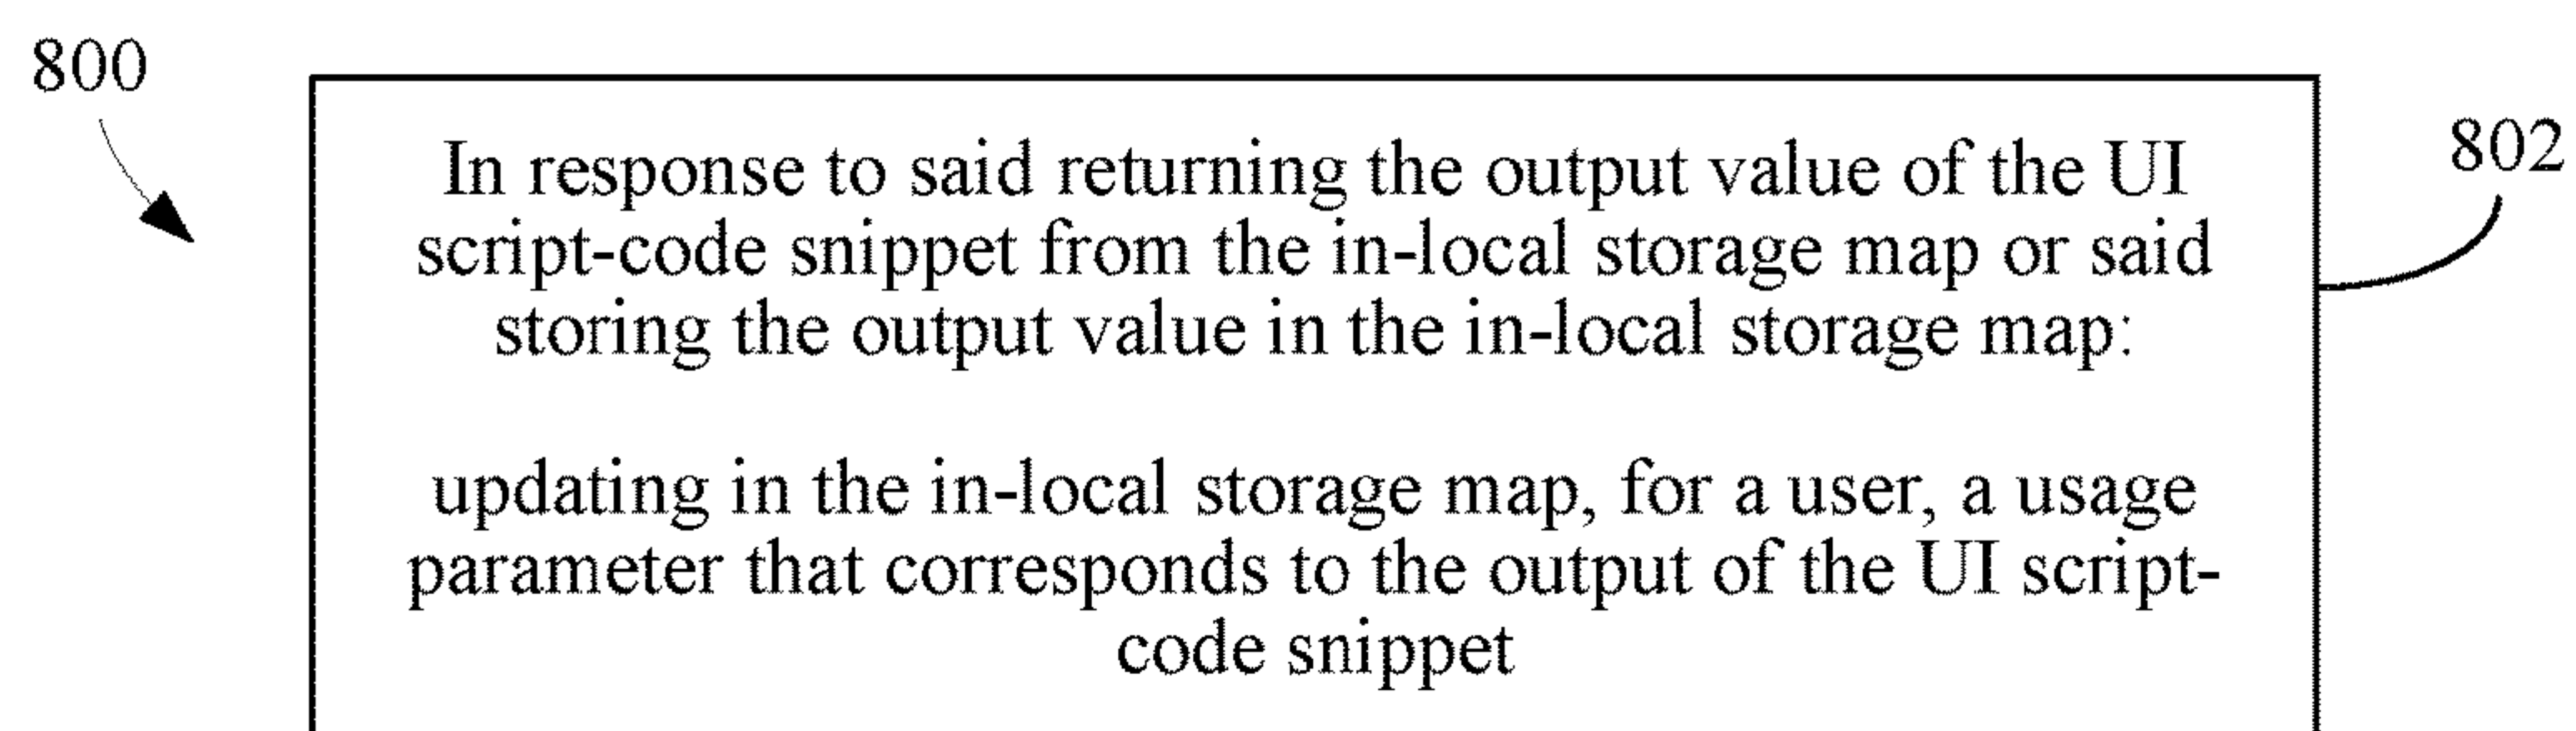 800
802
In response to said returning the output value of the UI
script-code snippet from the in-local storage map or said
storing the output value in the in-local storage map:
updating in the in-local storage map, for a user, a usage
parameter that corresponds to the output of the UI script-
code snippet